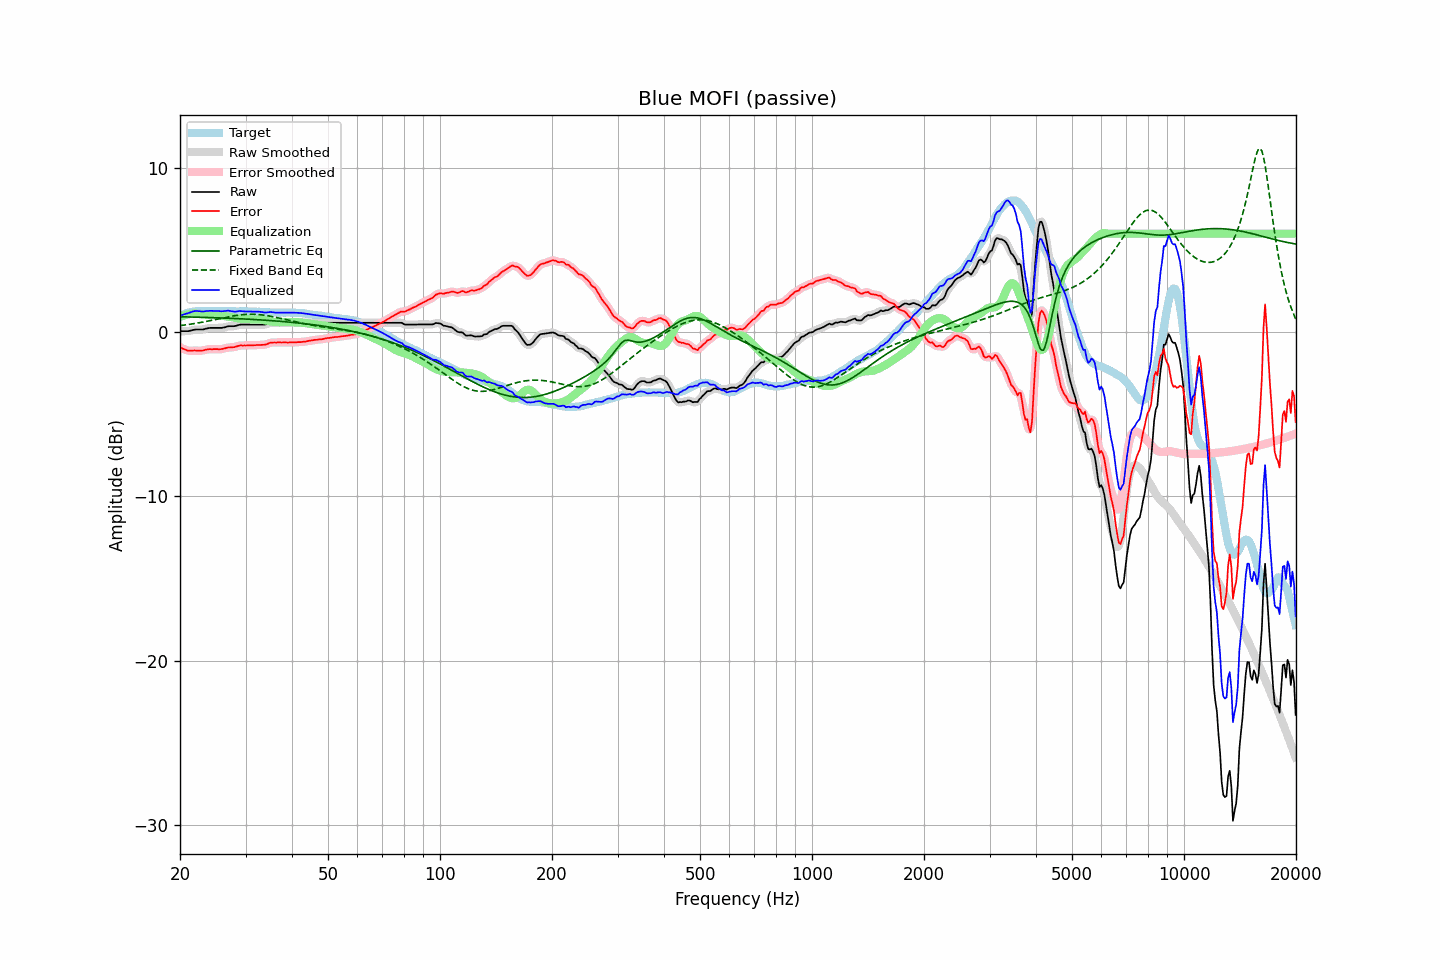 Blue MOFI (passive)
Target
Raw Smoothed
Error Smoothed
Raw
Error
Equalization
Parametric Eq
Fixed Band Eq
Equalized
Amplitude (dBr)
10
0
−10
−20
−30
20 50 100 200 500 1000 2000 5000 10000 20000
Frequency (Hz)